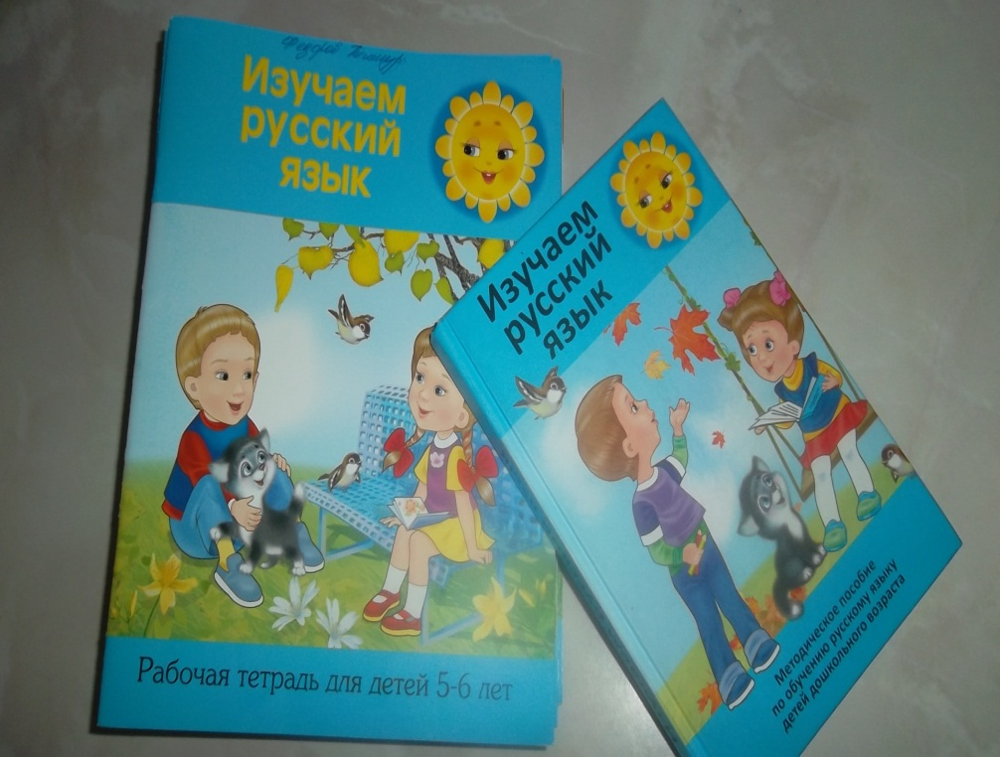 Изучаем
русский
язык
Рабочая тетрадь для детей 5-6 лет
Изучаем
русский
язык
Методическое пособие
по обучению русскому языку
детей дошкольного возраста